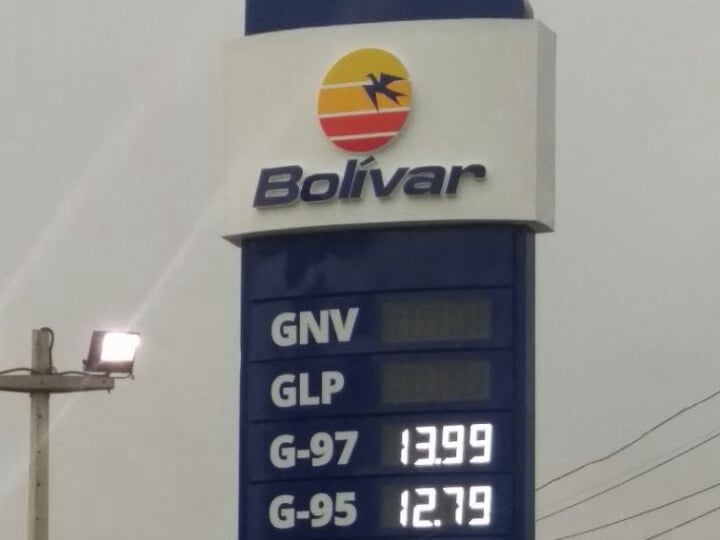 Bolívar
GNV
GLP
G-97 13.99
G-95 12.79